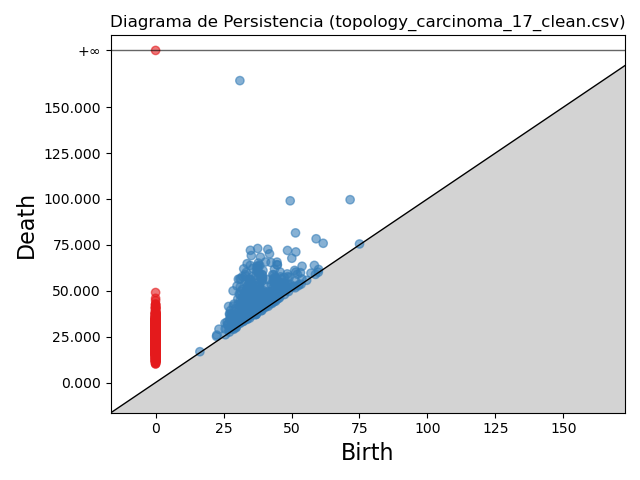 Diagrama de Persistencia (topology_carcinoma_17_clean.csv)
+∞
150.000
125.000
100.000
75.000
50.000
25.000
0.000
Death
0 25 50 75 100 125 150
Birth